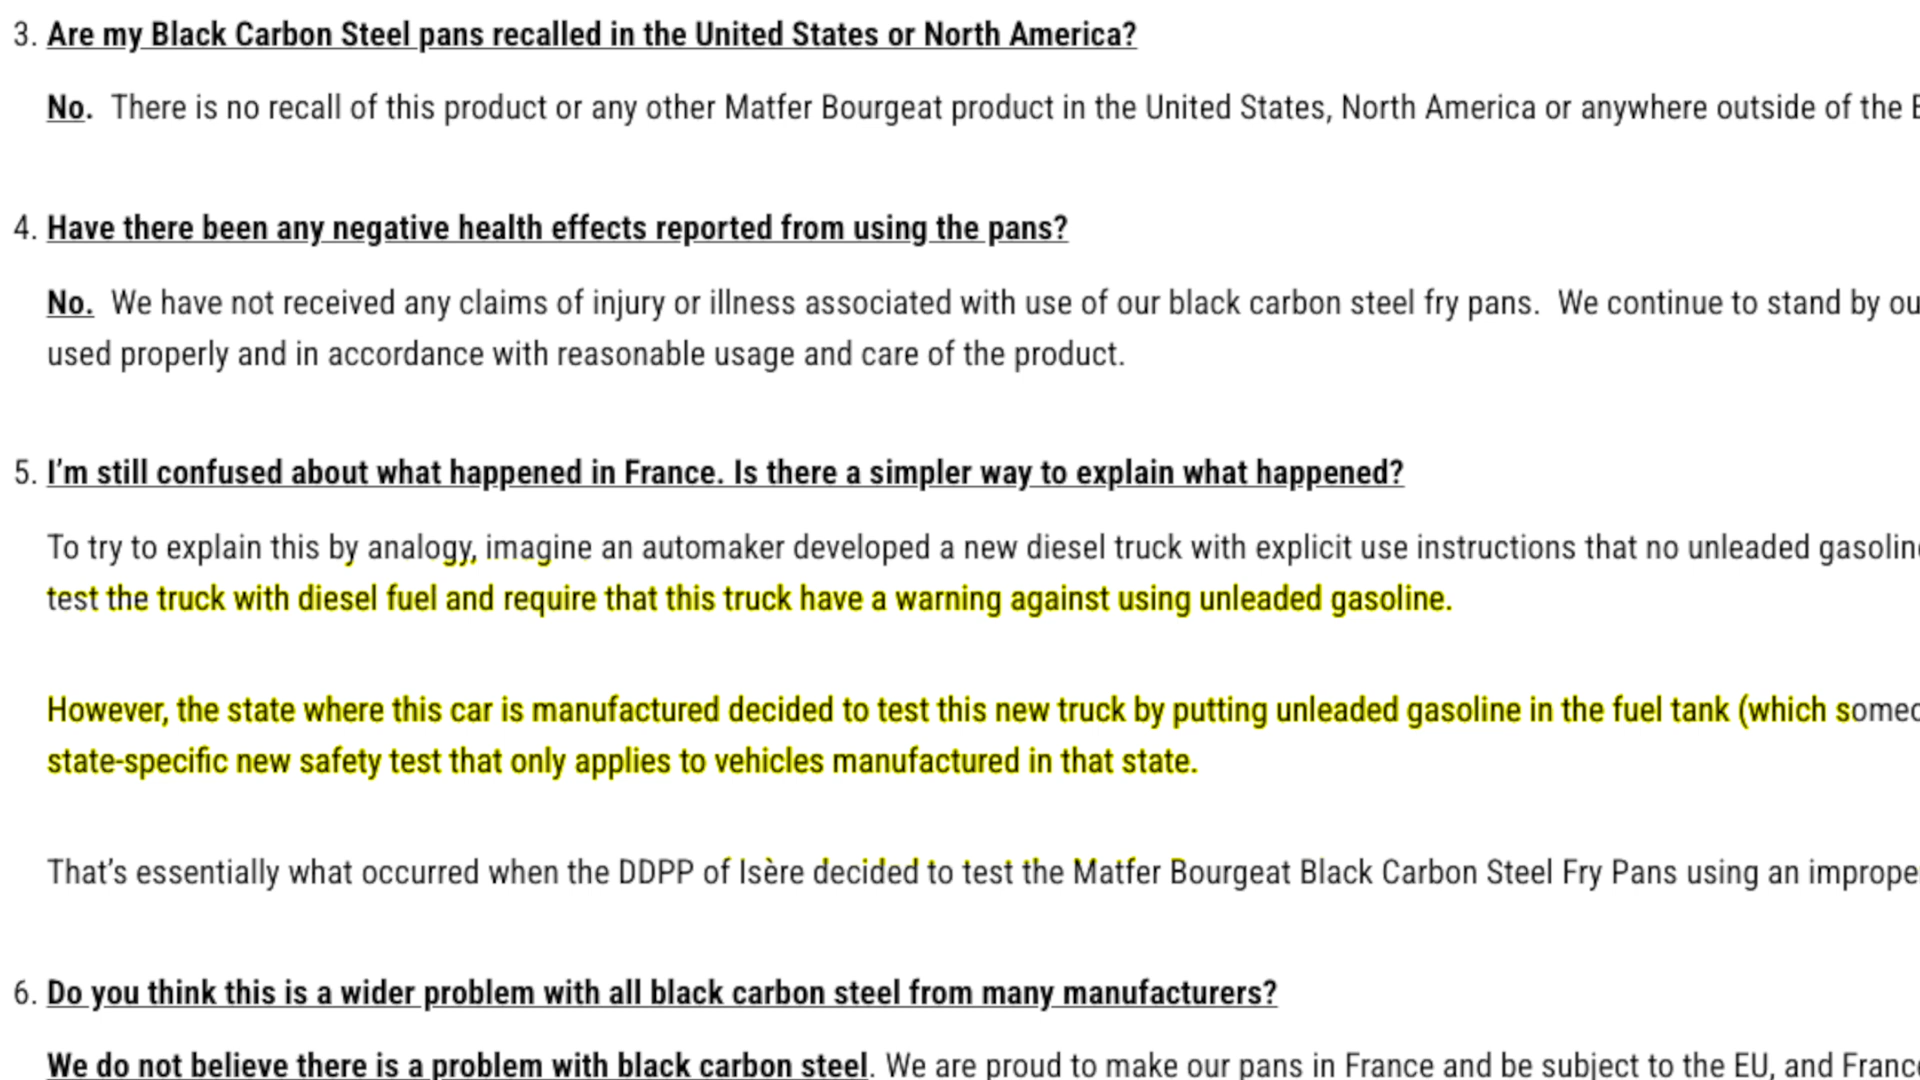 3. Are my Black Carbon Steel pans recalled in the United States or North America?
No. There is no recall of this product or any other Matfer Bourgeat product in the United States, North America or anywhere outside of the
4. Have there been any negative health effects reported from using the pans?
No. We have not received any claims of injury or illness associated with use of our black carbon steel fry pans. We continue to stand by
used properly and in accordance with reasonable usage and care of the product.
5. I'm still confused about what happened in France. Is there a simpler way to explain what happened?
To try to explain this by analogy, imagine an automaker developed a new diesel truck with explicit use instructions that no unleaded
test the truck with diesel fuel and require that this truck have a warning against using unleaded gasoline.
However, the state where this car is manufactured decided to test this new truck by putting unleaded gasoline in the fuel tank (which
state-specific new safety test that only applies to vehicles manufactured in that state.
That's essentially what occurred when the DDPP of Isère decided to test the Matfer Bourgeat Black Carbon Steel Fry Pans using an
6. Do you think this is a wider problem with all black carbon steel from many manufacturers?
We do not believe there is a problem with black carbon steel. We are proud to make our pans in France and be subject to the EU, and